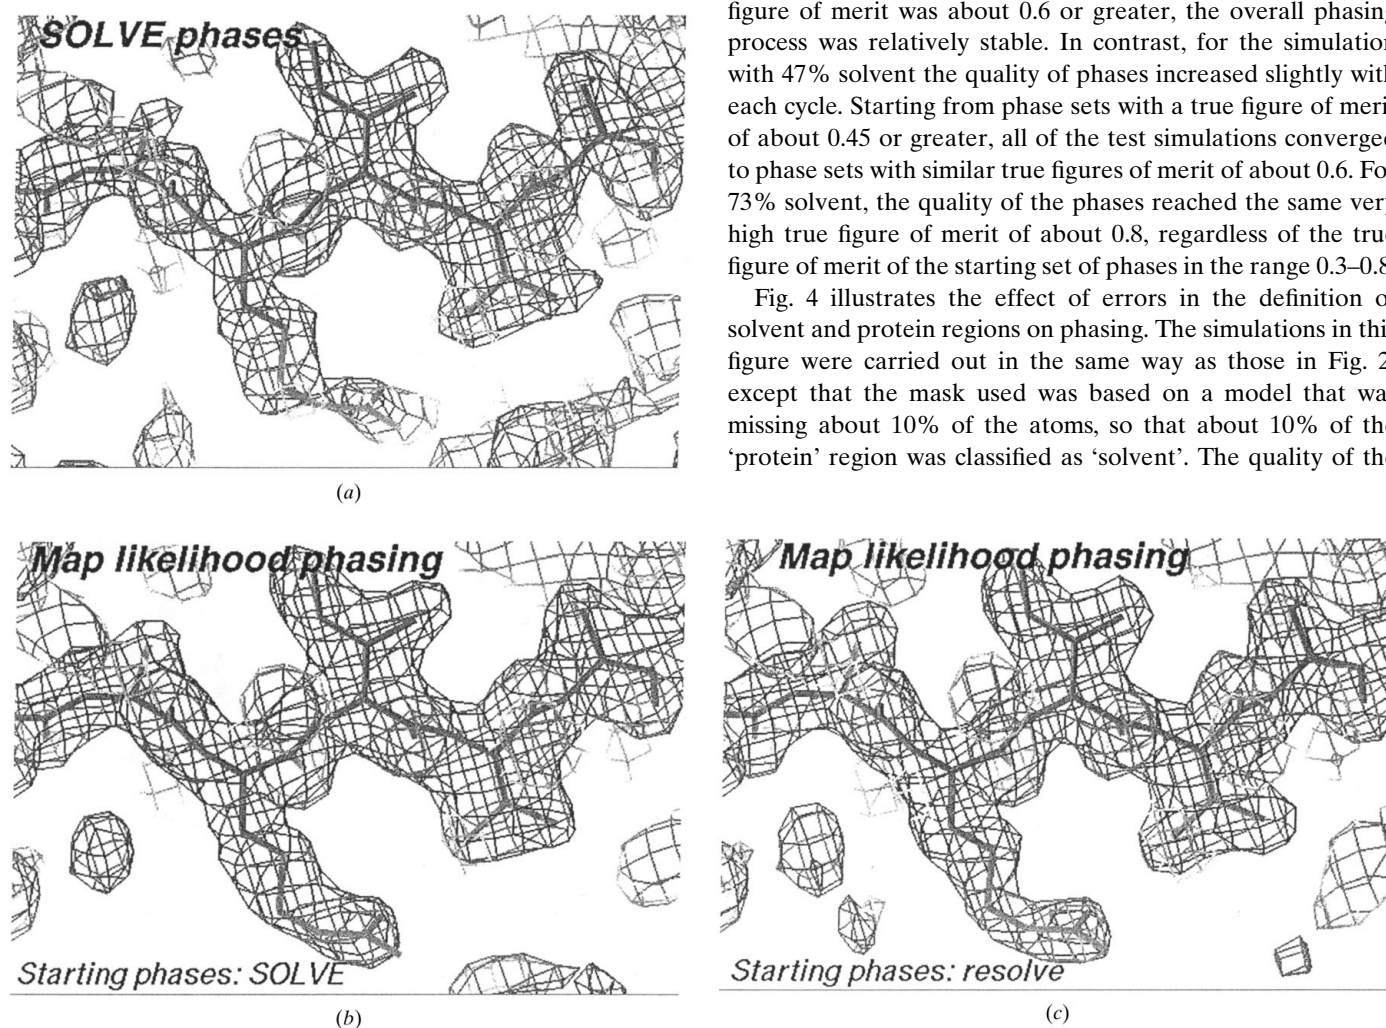 SOLVE phases
(a)
figure of merit was about 0.6 or greater, the overall phasing
process was relatively stable. In contrast, for the simulation
with 47% solvent the quality of phases increased slightly with
each cycle. Starting from phase sets with a true figure of merit
of about 0.45 or greater, all of the test simulations converged
to phase sets with similar true figures of merit of about 0.6. For
73% solvent, the quality of the phases reached the same very
high true figure of merit of about 0.8, regardless of the true
figure of merit of the starting set of phases in the range 0.3–0.8
Fig. 4 illustrates the effect of errors in the definition of
solvent and protein regions on phasing. The simulations in this
figure were carried out in the same way as those in Fig. 2,
except that the mask used was based on a model that was
missing about 10% of the atoms, so that about 10% of the
‘protein’ region was classified as ‘solvent’. The quality of the
Map likelihood phasing
Starting phases: SOLVE
(b)
Map likelihood phasing
Starting phases: resolve
(c)